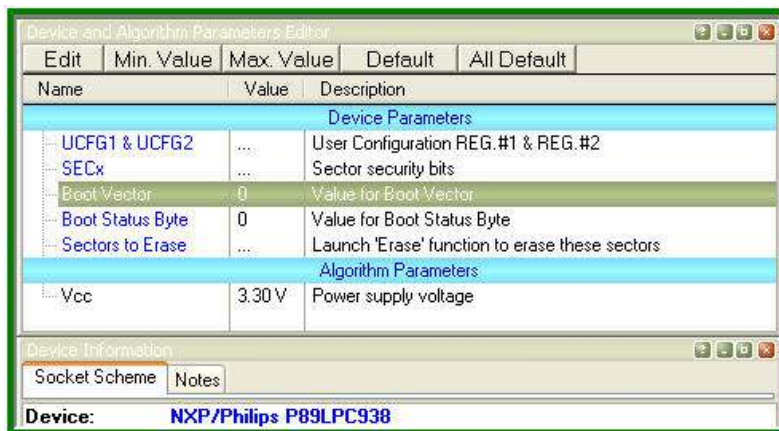 Device and Algorithm Parameters Editor
Edit Min. Value Max. Value Default All Default
Name Value Description
Device Parameters
UCFG1 & UCFG2 ... User Configuration REG.#1 & REG.#2
SECx ... Sector security bits
Boot Vector 0 Value for Boot Vector
Boot Status Byte 0 Value for Boot Status Byte
Sectors to Erase ... Launch 'Erase' function to erase these sectors
Algorithm Parameters
Vcc 3.30 V Power supply voltage
Device Information
Socket Scheme Notes
Device: NXP/Philips P89LPC938